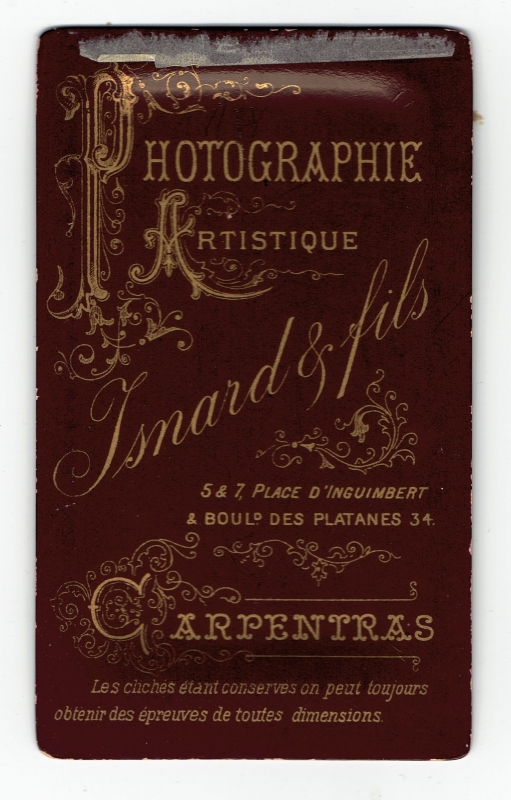 PHOTOGRAPHIE
ARTISTIQUE
Isnard & fils
5 & 7, PLACE D'INGUIMBERT
& BOULD DES PLATANES 34.
CARPENTRAS
Les clichés étant conservés on peut toujours
obtenir des épreuves de toutes dimensions.